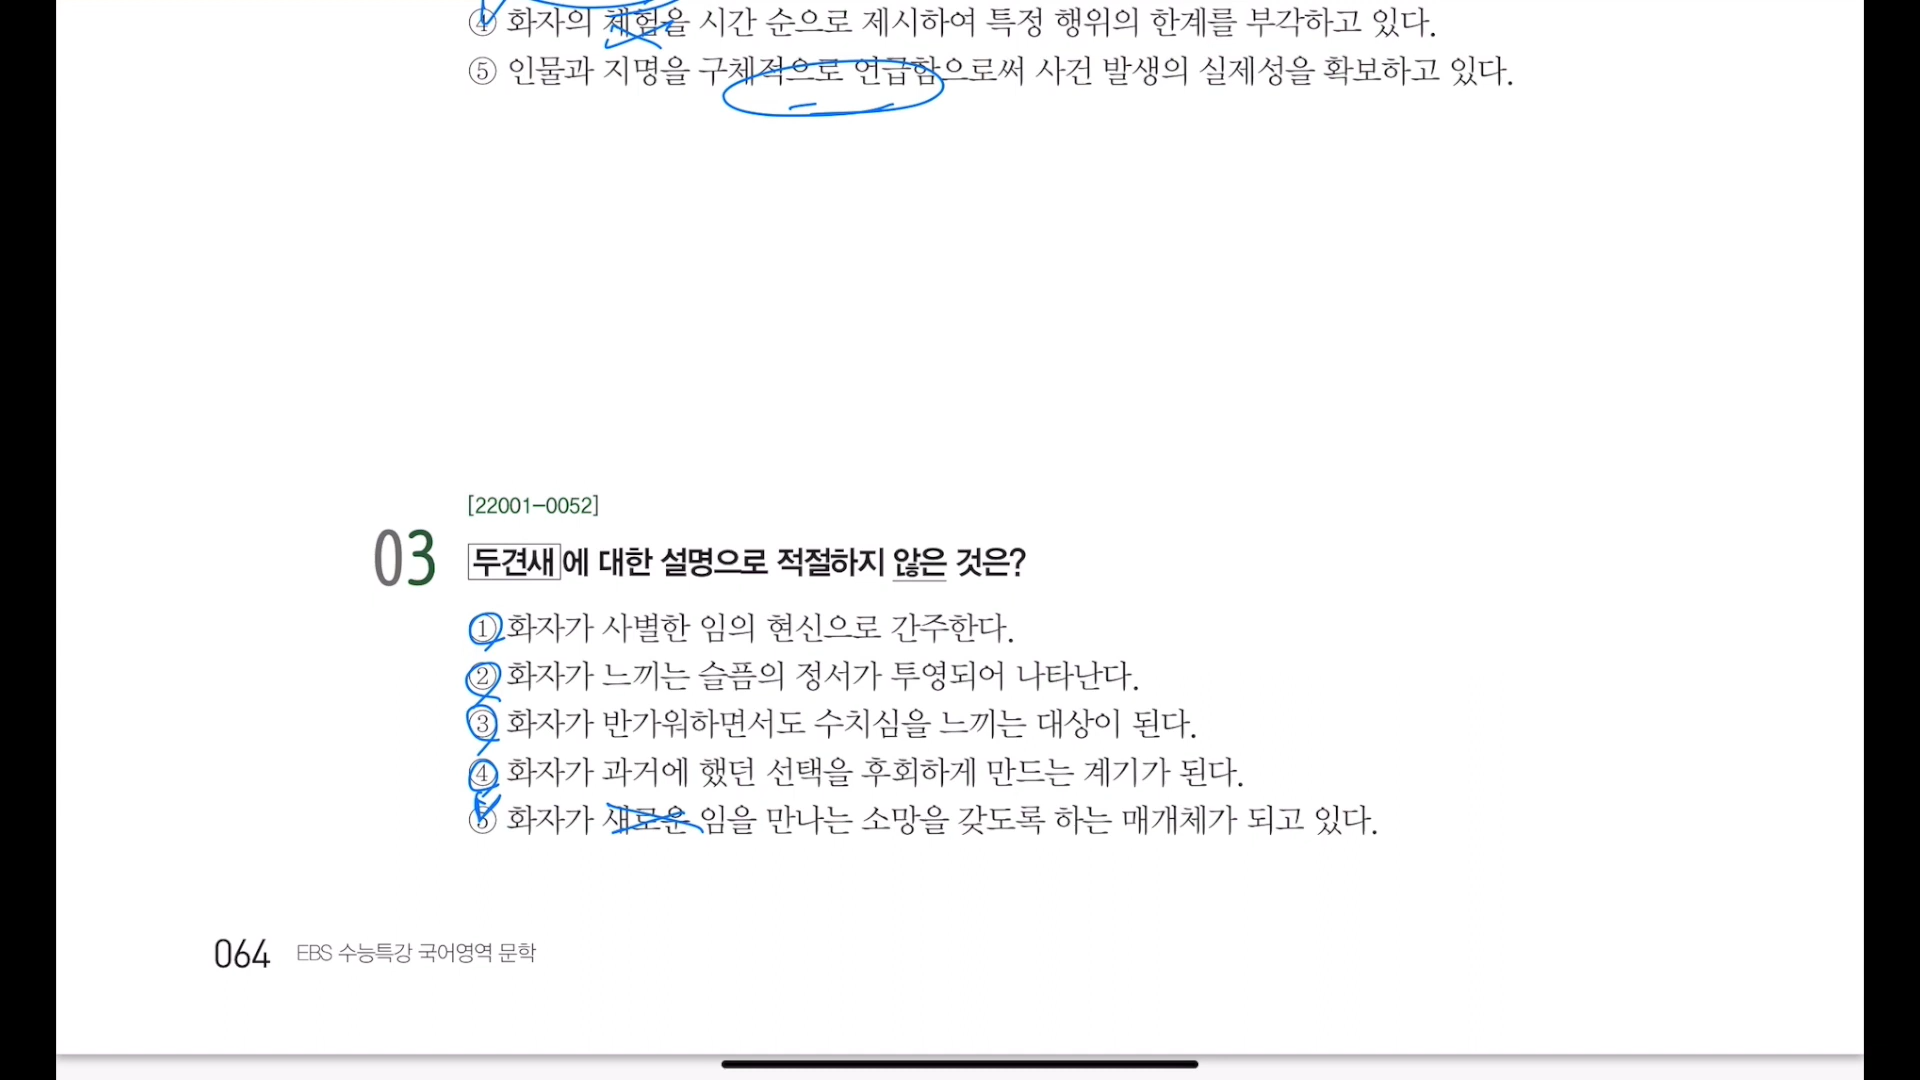 ④ 화자의 체험을 시간 순으로 제시하여 특정 행위의 한계를 부각하고 있다.
⑤ 인물과 지명을 구체적으로 언급함으로써 사건 발생의 실제성을 확보하고 있다.
[22001-0052]
03 두견새에 대한 설명으로 적절하지 않은 것은?
① 화자가 사별한 임의 현신으로 간주한다.
② 화자가 느끼는 슬픔의 정서가 투영되어 나타난다.
③ 화자가 반가워하면서도 수치심을 느끼는 대상이 된다.
④ 화자가 과거에 했던 선택을 후회하게 만드는 계기가 된다.
⑤ 화자가 새로운 임을 만나는 소망을 갖도록 하는 매개체가 되고 있다.
064 EBS 수능특강 국어영역 문학